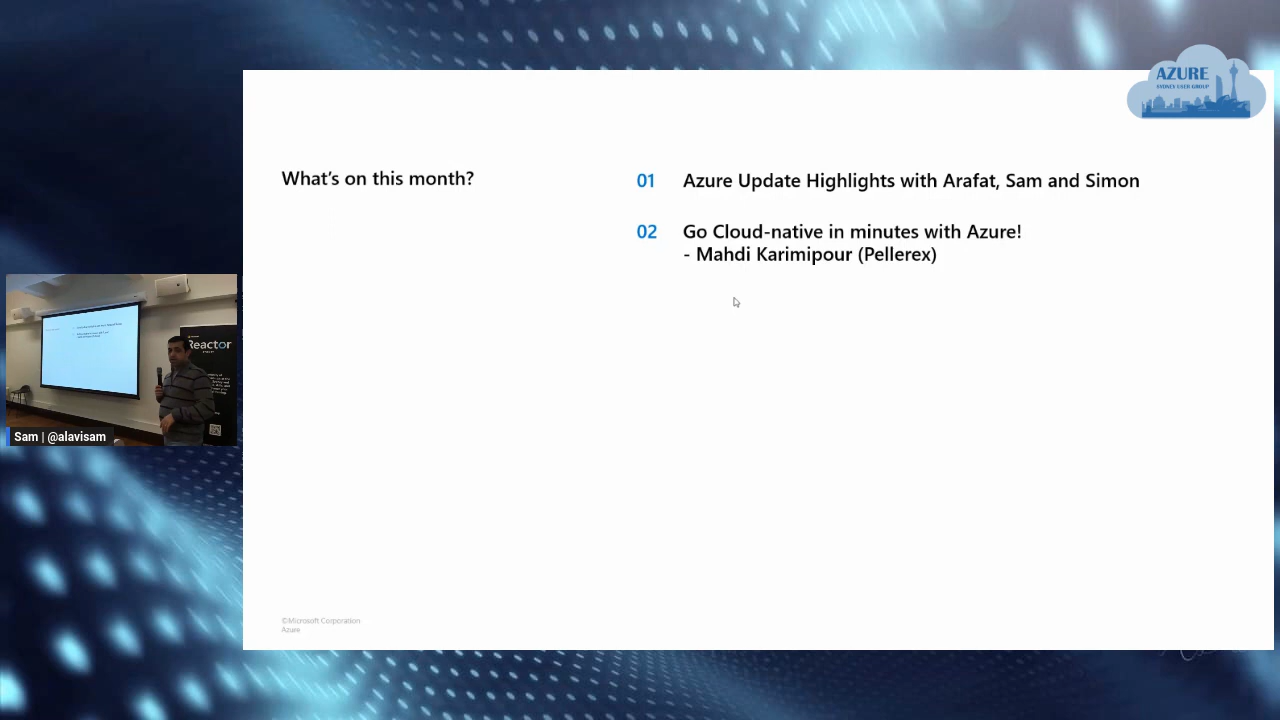 AZURE
SYDNEY USER GROUP
What's on this month?
01 Azure Update Highlights with Arafat, Sam and Simon
02 Go Cloud-native in minutes with Azure!
- Mahdi Karimipour (Pellerex)
Reactor
Sam | @alavisam
©Microsoft Corporation
Azure